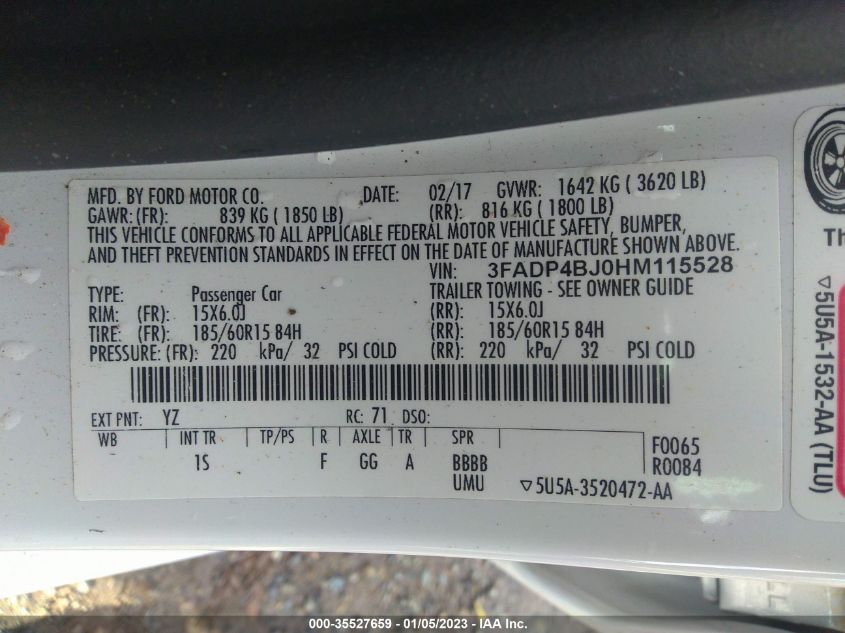 MFD. BY FORD MOTOR CO. DATE: 02/17 GVWR: 1642 KG ( 3620 LB)
GAWR: (FR): 839 KG ( 1850 LB) (RR): 816 KG ( 1800 LB)
THIS VEHICLE CONFORMS TO ALL APPLICABLE FEDERAL MOTOR VEHICLE SAFETY, BUMPER,
AND THEFT PREVENTION STANDARDS IN EFFECT ON THE DATE OF MANUFACTURE SHOWN ABOVE.
VIN: 3FADP4BJ0HM115528
TYPE: Passenger Car TRAILER TOWING - SEE OWNER GUIDE
RIM: (FR): 15X6.0J (RR): 15X6.0J
TIRE: (FR): 185/60R15 84H (RR): 185/60R15 84H
PRESSURE: (FR): 220 kPa/ 32 PSI COLD (RR): 220 kPa/ 32 PSI COLD
EXT PNT: YZ RC: 71 DSO:
WB INT TR TP/PS R AXLE TR SPR F0065
1S F GG A BBBB R0084
UMU ▽5U5A-3520472-AA
Th
▽5U5A-1532-AA (TLU)
000-35527659 - 01/05/2023 - IAA Inc.